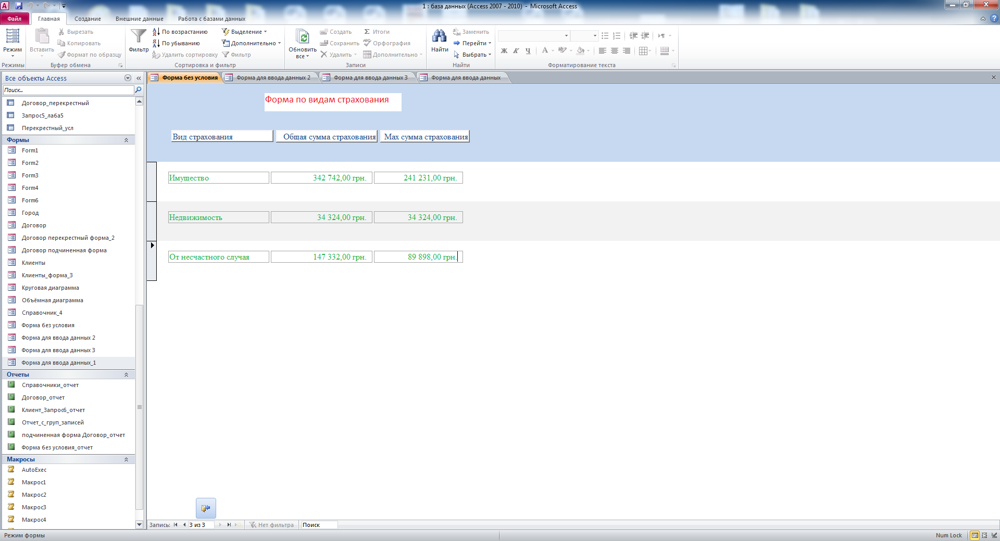 1 : база данных (Access 2007 - 2010) - Microsoft Access
Файл Главная Создание Внешние данные Работа с базами данных
Режим
Режимы
Вставить
Вырезать
Копировать
Формат по образцу
Буфер обмена
Фильтр
По возрастанию
По убыванию
Удалить сортировку
Выделение
Дополнительно
Фильтр
Сортировка и фильтр
Обновить
все
Создать
Сохранить
Удалить
Итоги
Орфография
Дополнительно
Записи
Найти
Заменить
Перейти
Выбрать
Найти
Ж К Ч А
Форматирование текста
Все объекты Access
Поиск...
Договор_перекрестный
Запрос5_лаба5
Перекрестный_усл
Формы
Form1
Form2
Form3
Form4
Form6
Город
Договор
Договор перекрестный форма_2
Договор подчиненная форма
Клиенты
Клиенты_форма_3
Круговая диаграмма
Объёмная диаграмма
Справочник_4
Форма без условия
Форма для ввода данных 2
Форма для ввода данных 3
Форма для ввода данных_1
Отчеты
Справочники_отчет
Договор_отчет
Клиент_Запрос6_отчет
Отчет_с_груп_записей
подчиненная форма Договор_отчет
Форма без условия_отчет
Макросы
AutoExec
Макрос1
Макрос2
Макрос3
Макрос4
Форма без условия Форма для ввода данных 2 Форма для ввода данных 3 Форма для ввода данных
Форма по видам страхования
Вид страхования Общая сумма страхования Мах сумма страхования
Имущество 342 742,00 грн. 241 231,00 грн.
Недвижимость 34 324,00 грн. 34 324,00 грн.
От несчастного случая 147 332,00 грн. 89 898,00 грн.
Запись: 3 из 3 Нет фильтра Поиск
Режим формы Num Lock